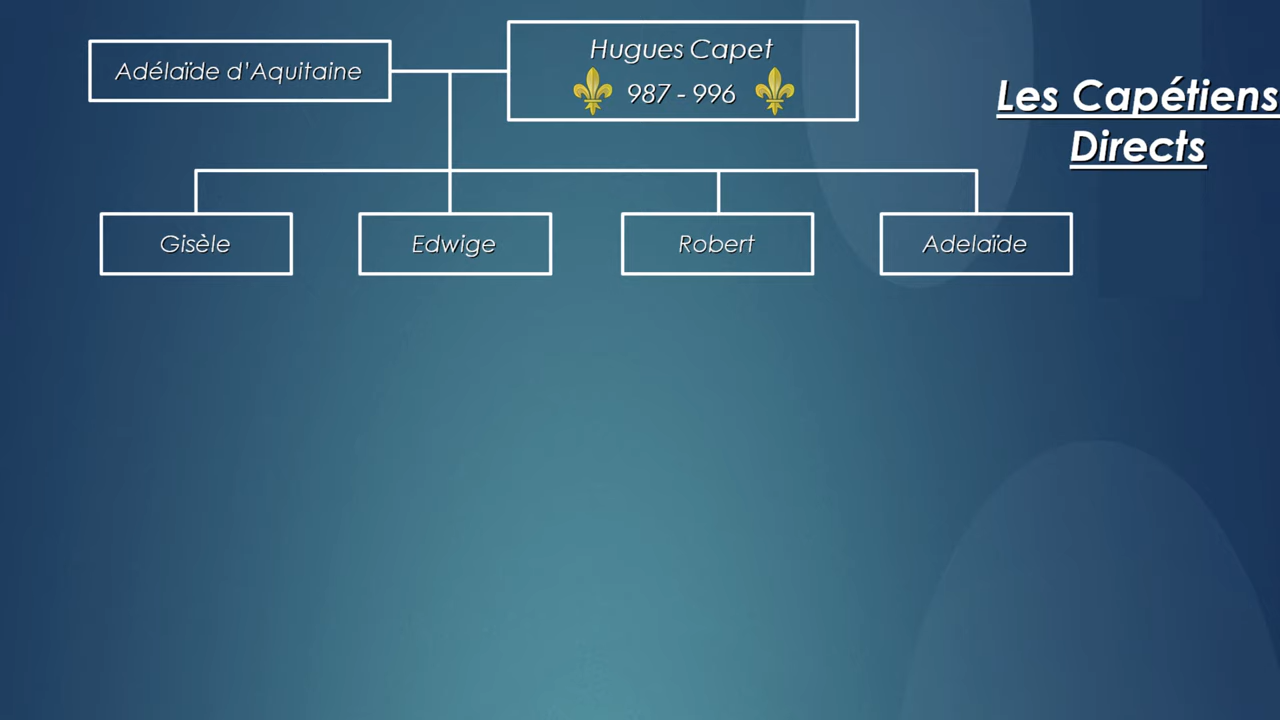 Hugues Capet
Adélaïde d'Aquitaine
987 - 996
Les Capétiens
Directs
Gisèle
Edwige
Robert
Adelaïde